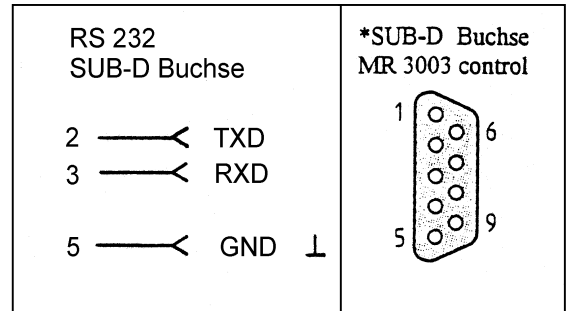 RS 232
SUB-D Buchse
2 TXD
3 RXD
5 GND
*SUB-D Buchse
MR 3003 control
1
6
5
9